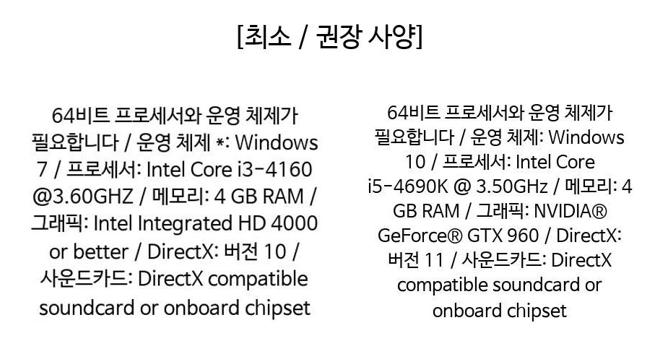 [최소 / 권장 사양]
64비트 프로세서와 운영 체제가
필요합니다 / 운영 체제 *: Windows
7 / 프로세서: Intel Core i3-4160
@3.60GHZ / 메모리: 4 GB RAM /
그래픽: Intel Integrated HD 4000
or better / DirectX: 버전 10 /
사운드카드: DirectX compatible
soundcard or onboard chipset
64비트 프로세서와 운영 체제가
필요합니다 / 운영 체제: Windows
10 / 프로세서: Intel Core
i5-4690K @ 3.50GHz / 메모리: 4
GB RAM / 그래픽: NVIDIA®
GeForce® GTX 960 / DirectX:
버전 11 / 사운드카드: DirectX
compatible soundcard or
onboard chipset